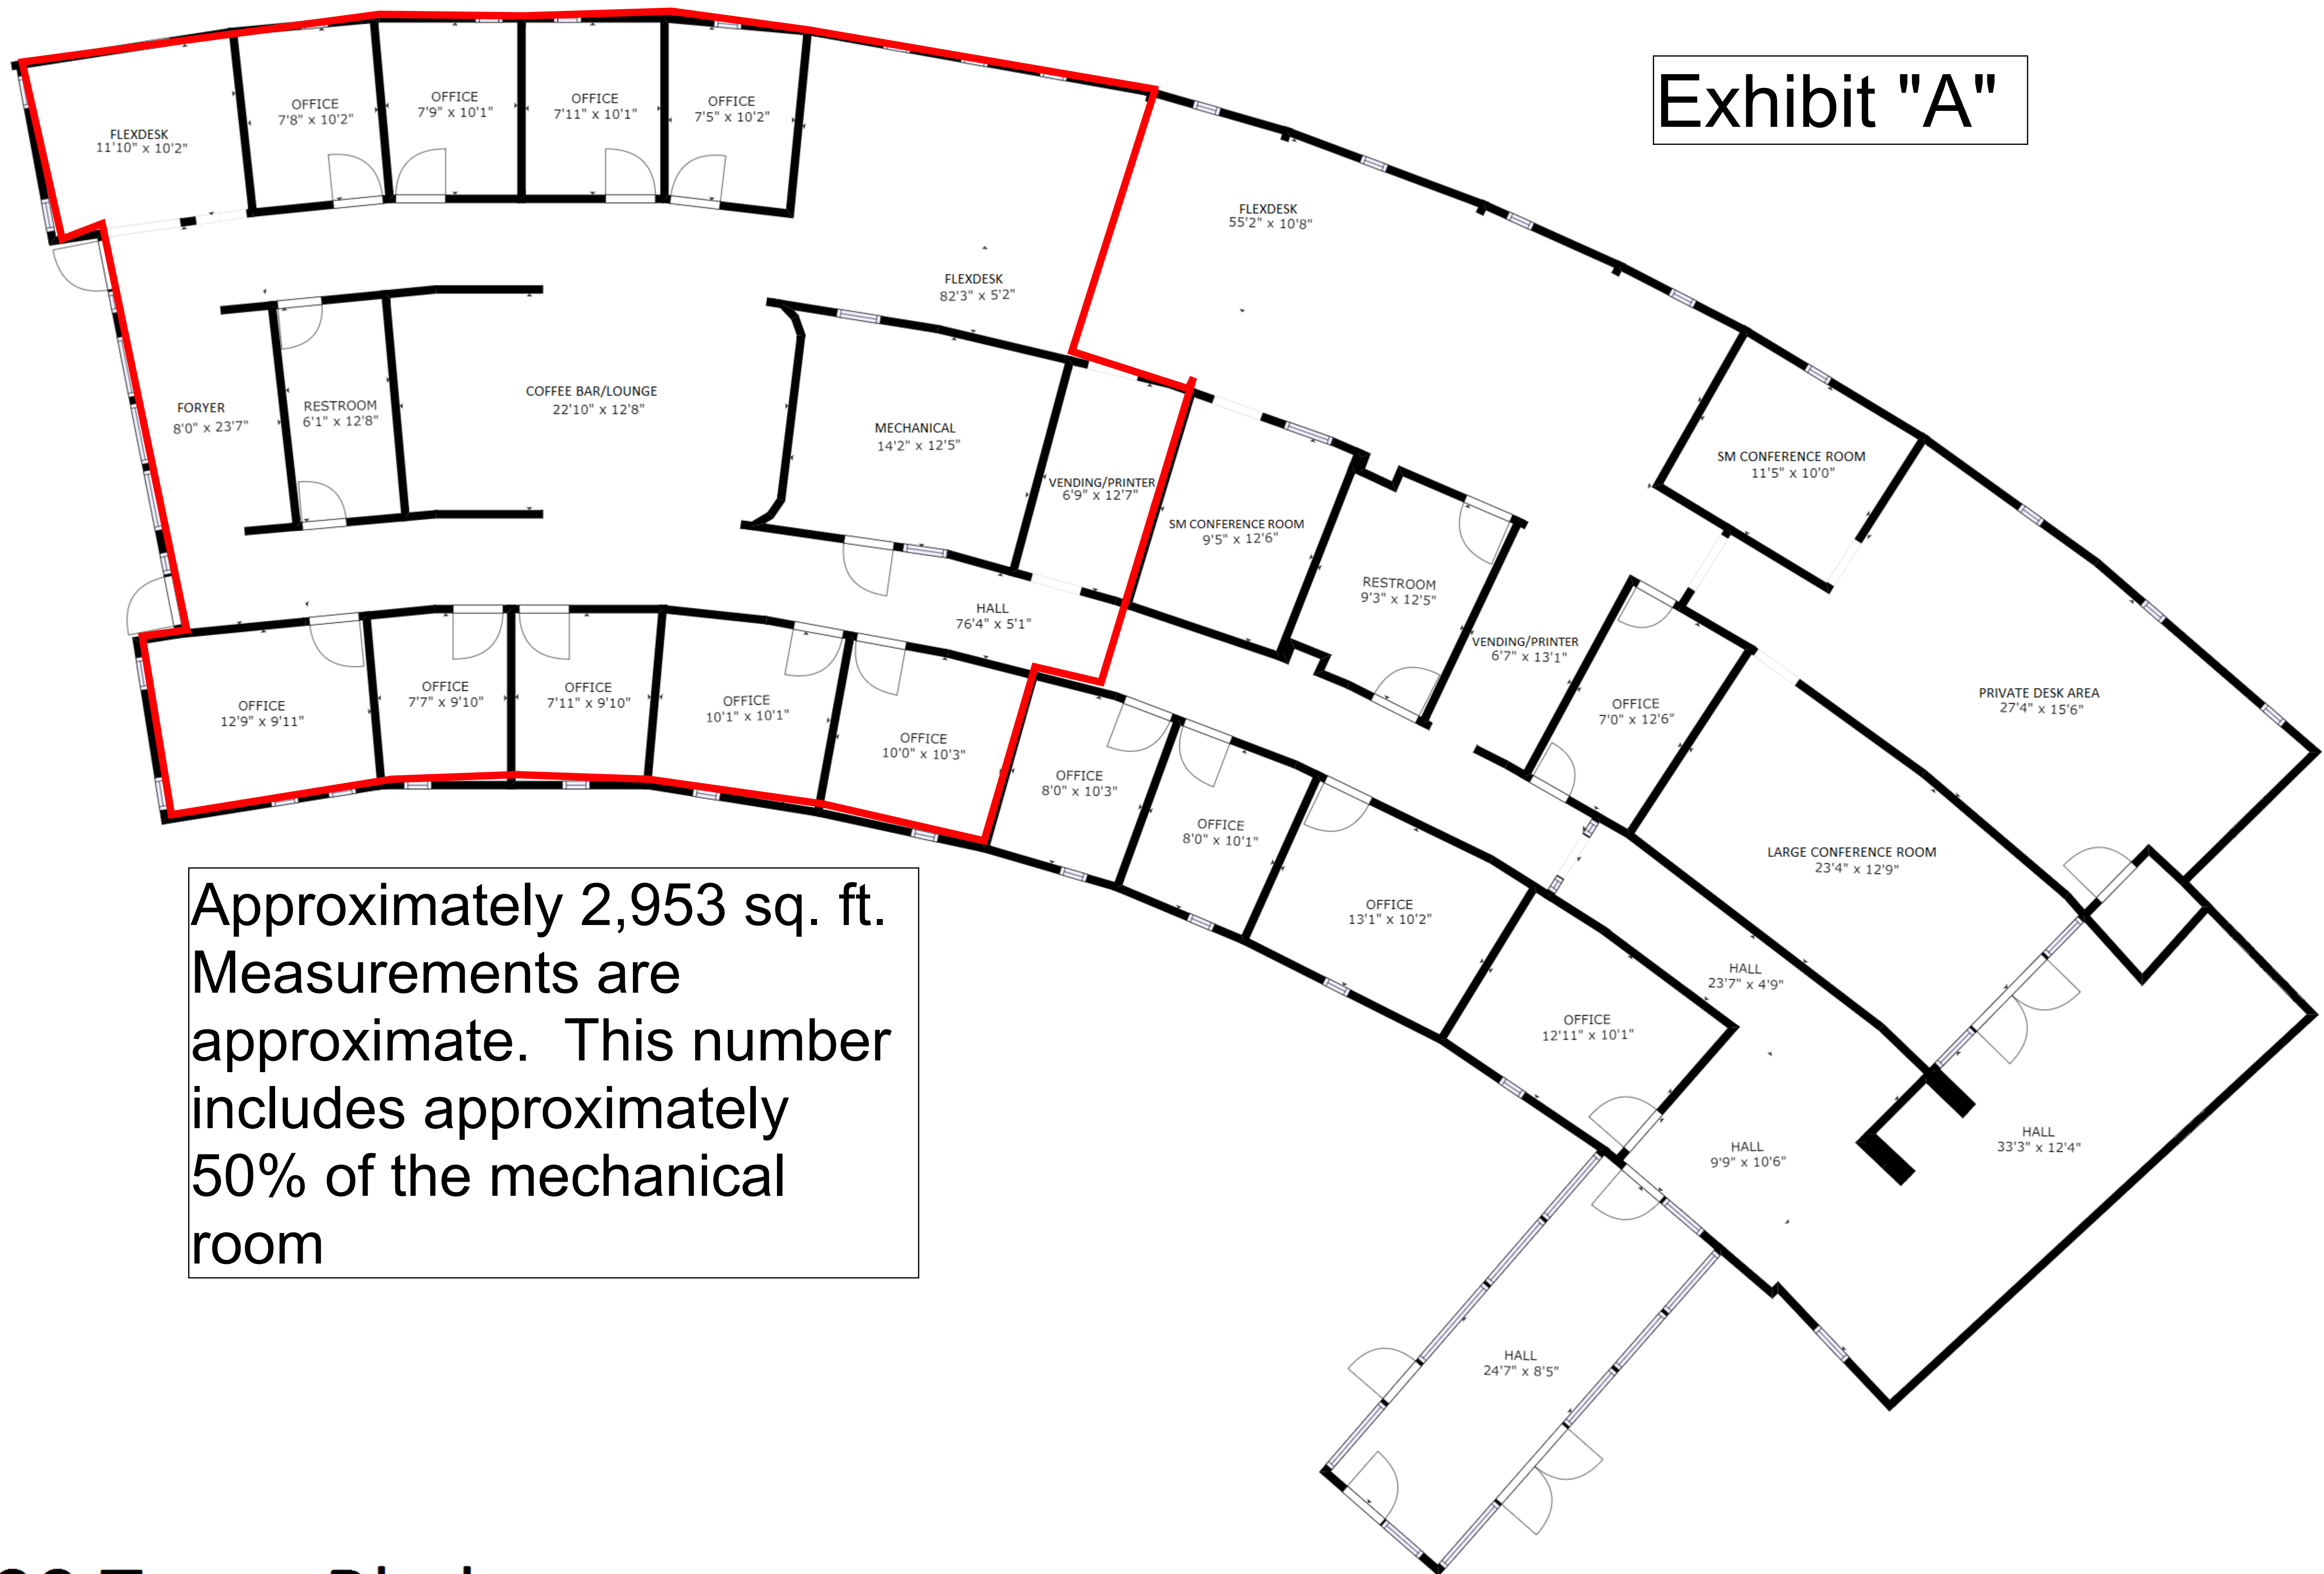 Exhibit "A"
OFFICE
7'8" x 10'2"
OFFICE
7'9" x 10'1"
OFFICE
7'11" x 10'1"
OFFICE
7'5" x 10'2"
FLEXDESK
11'10" x 10'2"
FLEXDESK
55'2" x 10'8"
FLEXDESK
82'3" x 5'2"
FORYER
8'0" x 23'7"
RESTROOM
6'1" x 12'8"
COFFEE BAR/LOUNGE
22'10" x 12'8"
MECHANICAL
14'2" x 12'5"
VENDING/PRINTER
6'9" x 12'7"
SM CONFERENCE ROOM
9'5" x 12'6"
SM CONFERENCE ROOM
11'5" x 10'0"
RESTROOM
9'3" x 12'5"
HALL
76'4" x 5'1"
VENDING/PRINTER
6'7" x 13'1"
OFFICE
7'0" x 12'6"
PRIVATE DESK AREA
27'4" x 15'6"
OFFICE
12'9" x 9'11"
OFFICE
7'7" x 9'10"
OFFICE
7'11" x 9'10"
OFFICE
10'1" x 10'1"
OFFICE
10'0" x 10'3"
OFFICE
8'0" x 10'3"
OFFICE
8'0" x 10'1"
OFFICE
13'1" x 10'2"
LARGE CONFERENCE ROOM
23'4" x 12'9"
HALL
23'7" x 4'9"
OFFICE
12'11" x 10'1"
HALL
9'9" x 10'6"
HALL
33'3" x 12'4"
HALL
24'7" x 8'5"
Approximately 2,953 sq. ft.
Measurements are
approximate.  This number
includes approximately
50% of the mechanical
room